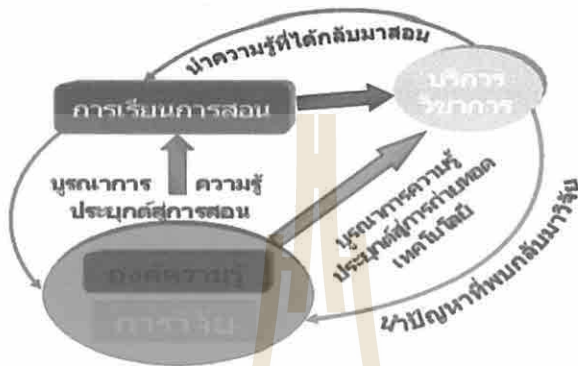 นำความรู้ที่ได้กลับมาสอน
บริการ
วิชาการ
การเรียนการสอน
บูรณาการ ความรู้
ประยุกต์สู่การสอน
บูรณาการความรู้
ประยุกต์สู่การถ่ายทอด
เทคโนโลยี
นำปัญหาที่พบกลับมาวิจัย
องค์ความรู้
การวิจัย